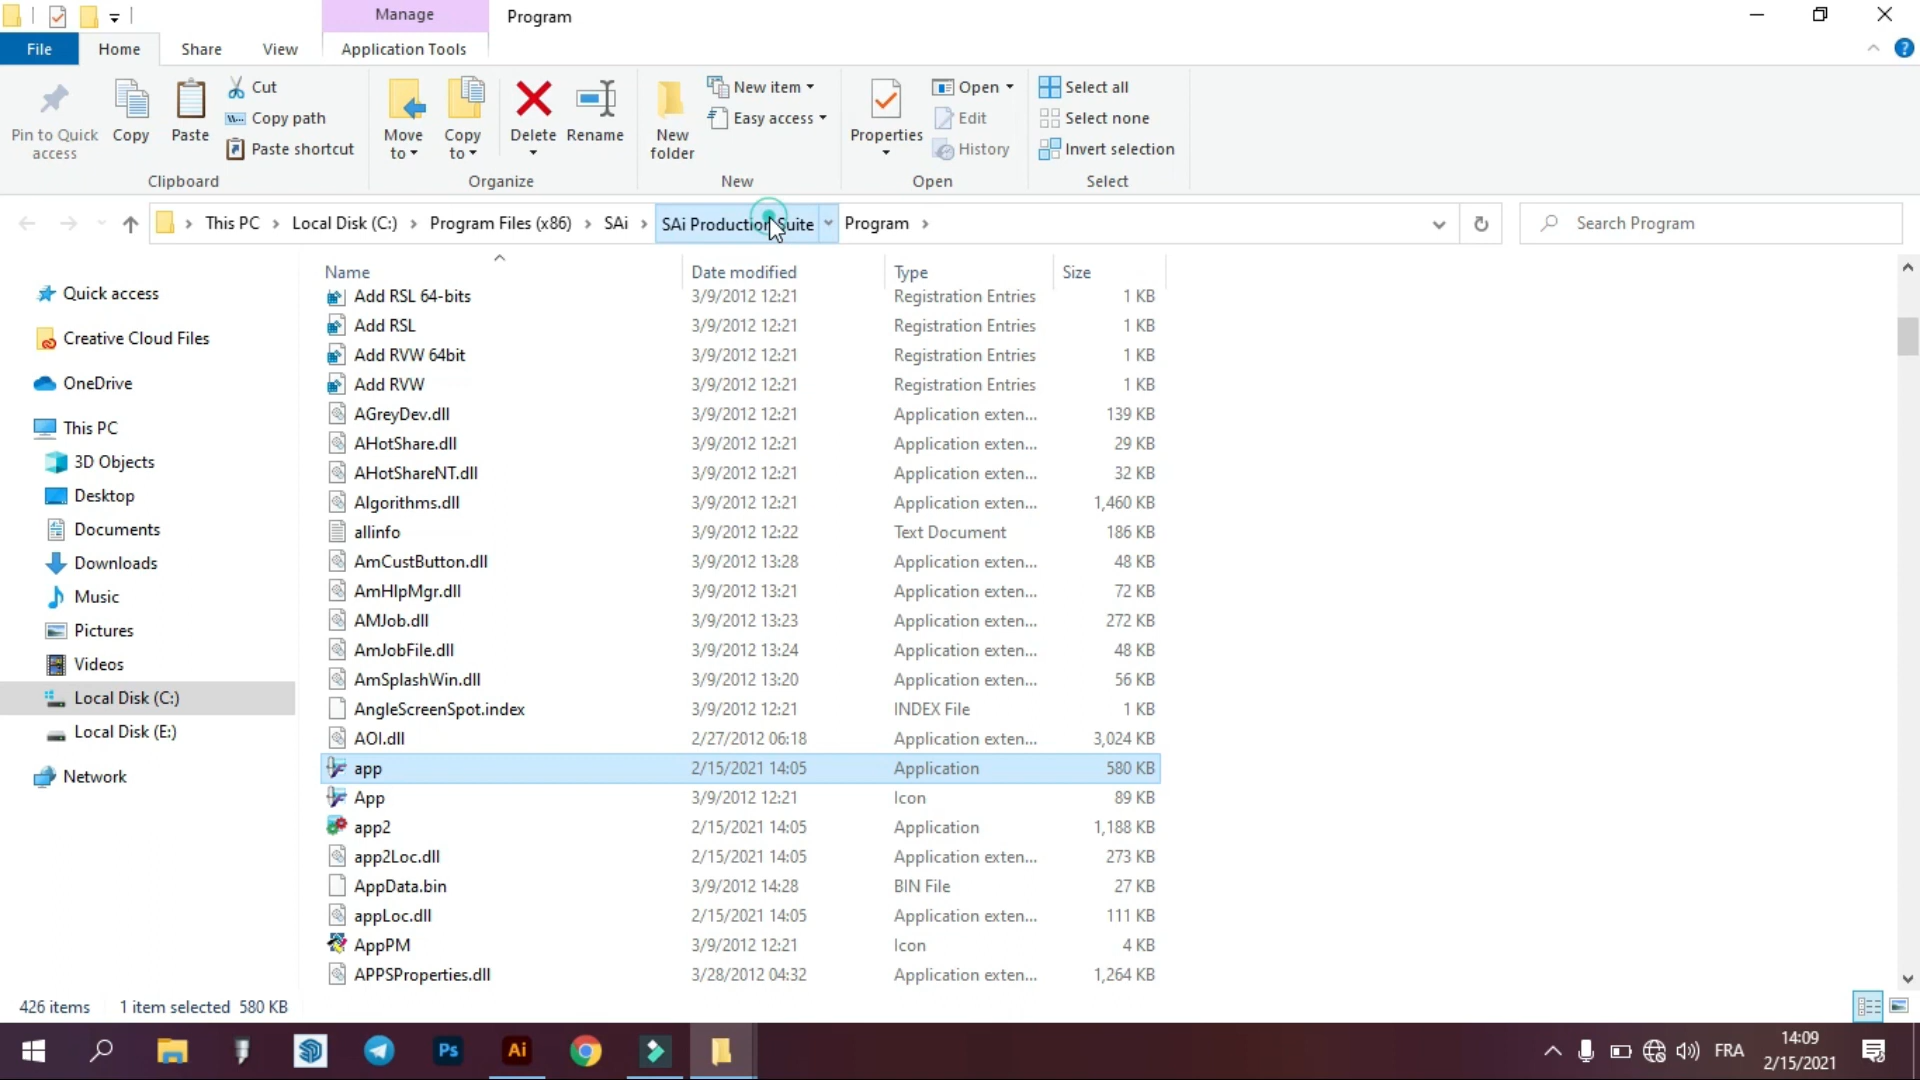 Manage
Program
File
Home
Share
View
Application Tools
Pin to Quick access
Copy
Paste
Cut
Copy path
Paste shortcut
Clipboard
Move to
Copy to
Delete
Rename
Organize
New folder
New item
Easy access
New
Properties
Open
Edit
History
Open
Select all
Select none
Invert selection
Select
This PC
Local Disk (C:)
Program Files (x86)
SAi
SAi Production Suite
Program
Search Program
Quick access
Creative Cloud Files
OneDrive
This PC
3D Objects
Desktop
Documents
Downloads
Music
Pictures
Videos
Local Disk (C:)
Local Disk (E:)
Network
Name Date modified Type Size
Add RSL 64-bits 3/9/2012 12:21 Registration Entries 1 KB
Add RSL 3/9/2012 12:21 Registration Entries 1 KB
Add RVW 64bit 3/9/2012 12:21 Registration Entries 1 KB
Add RVW 3/9/2012 12:21 Registration Entries 1 KB
AGreyDev.dll 3/9/2012 12:21 Application exten... 139 KB
AHotShare.dll 3/9/2012 12:21 Application exten... 29 KB
AHotShareNT.dll 3/9/2012 12:21 Application exten... 32 KB
Algorithms.dll 3/9/2012 12:21 Application exten... 1,460 KB
allinfo 3/9/2012 12:22 Text Document 186 KB
AmCustButton.dll 3/9/2012 13:28 Application exten... 48 KB
AmHlpMgr.dll 3/9/2012 13:21 Application exten... 72 KB
AMJob.dll 3/9/2012 13:23 Application exten... 272 KB
AmJobFile.dll 3/9/2012 13:24 Application exten... 48 KB
AmSplashWin.dll 3/9/2012 13:20 Application exten... 56 KB
AngleScreenSpot.index 3/9/2012 12:21 INDEX File 1 KB
AOI.dll 2/27/2012 06:18 Application exten... 3,024 KB
app 2/15/2021 14:05 Application 580 KB
App 3/9/2012 12:21 Icon 89 KB
app2 2/15/2021 14:05 Application 1,188 KB
app2Loc.dll 2/15/2021 14:05 Application exten... 273 KB
AppData.bin 3/9/2012 14:28 BIN File 27 KB
appLoc.dll 2/15/2021 14:05 Application exten... 111 KB
AppPM 3/9/2012 12:21 Icon 4 KB
APPSProperties.dll 3/28/2012 04:32 Application exten... 1,264 KB
426 items 1 item selected 580 KB
Ps
Ai
FRA
14:09
2/15/2021